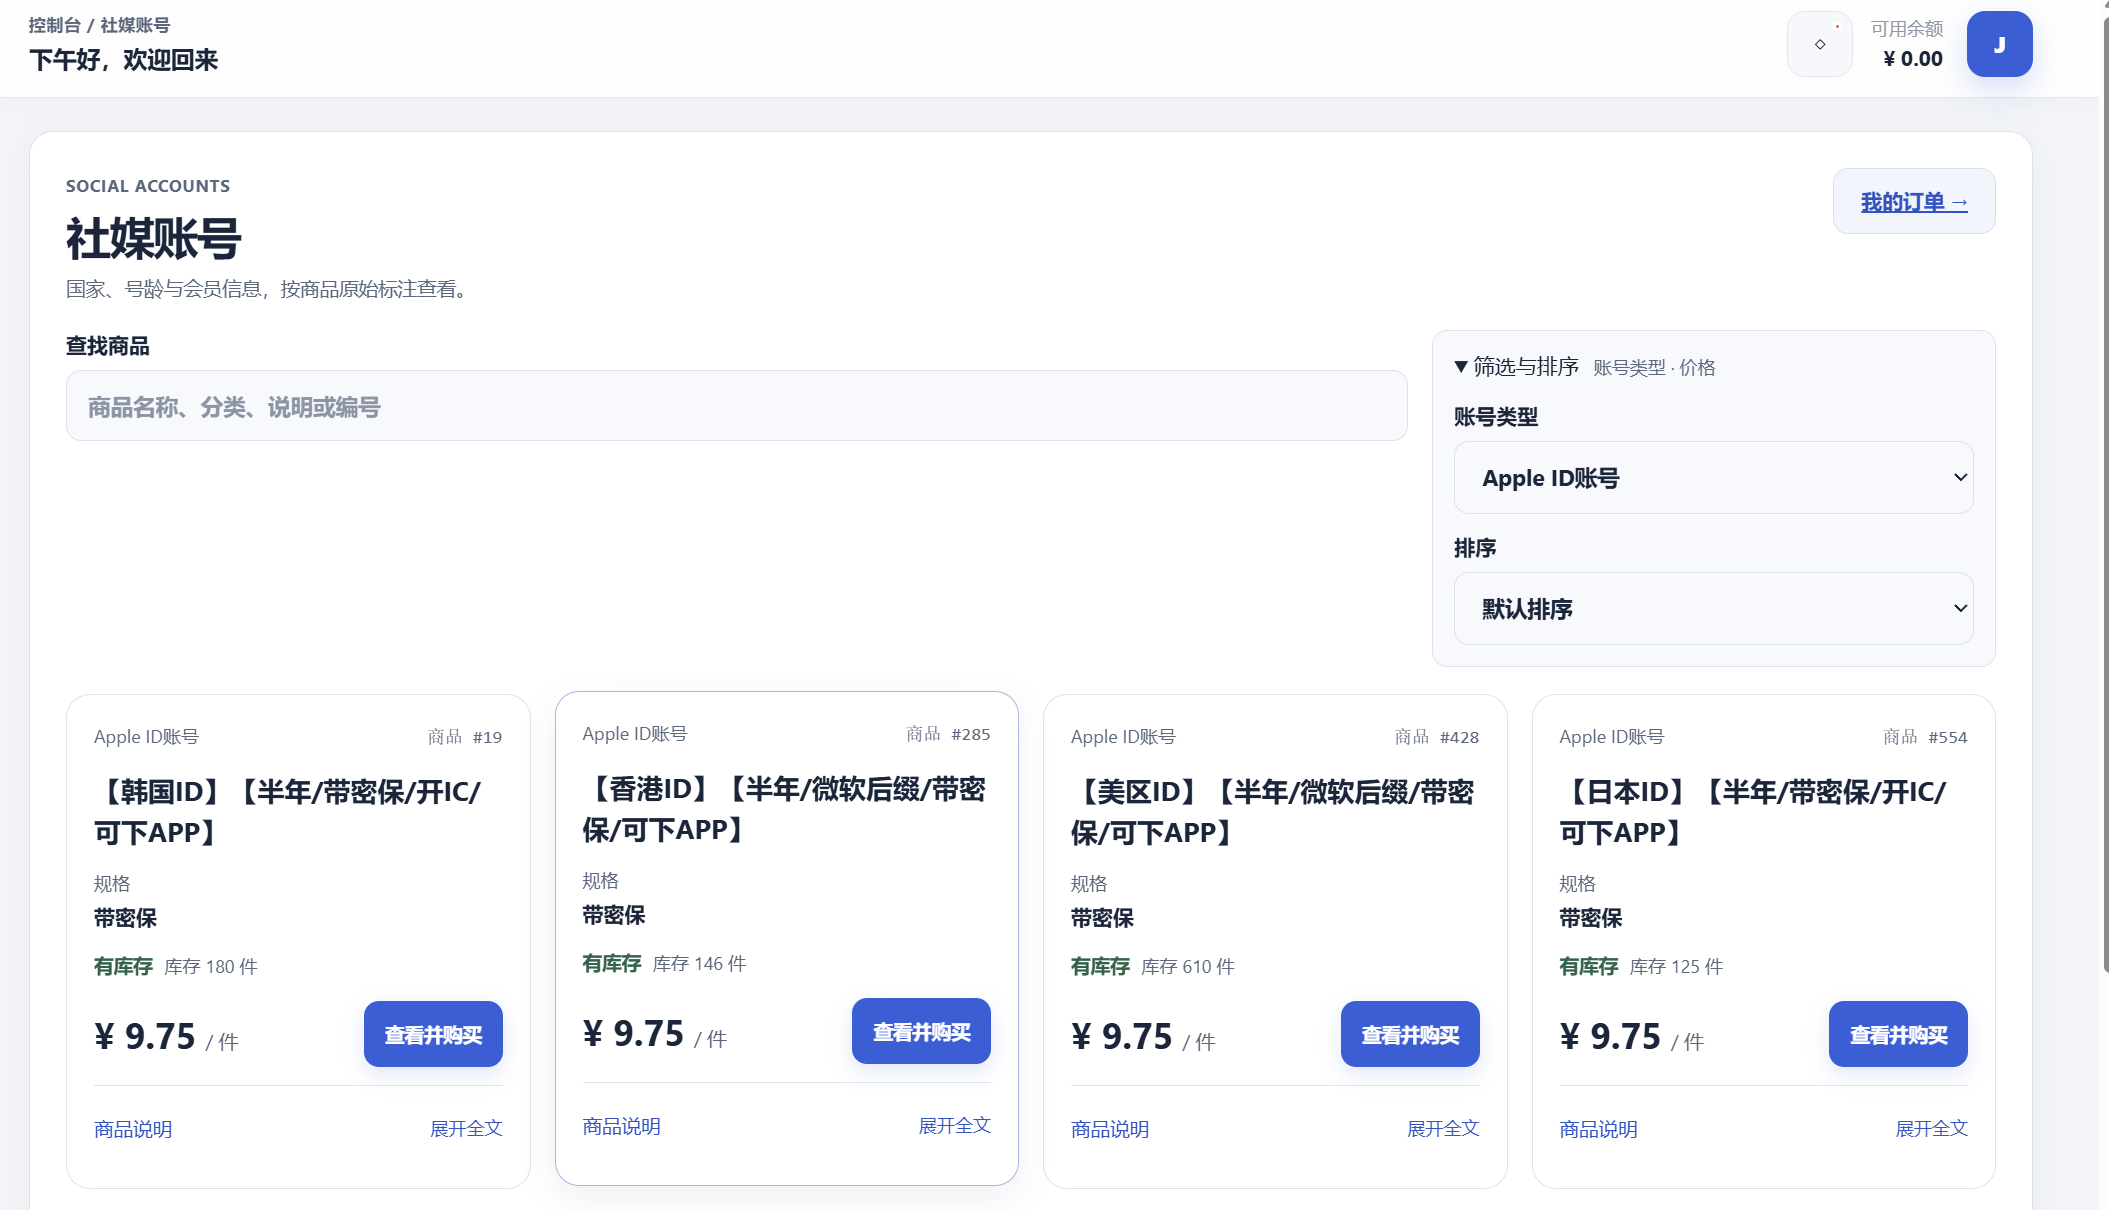 控制台 / 社媒账号
下午好，欢迎回来
可用余额
¥ 0.00
J
SOCIAL ACCOUNTS
社媒账号
国家、号龄与会员信息，按商品原始标注查看。
我的订单 →
查找商品
商品名称、分类、说明或编号
▼筛选与排序 账号类型 · 价格
账号类型
Apple ID账号
排序
默认排序
Apple ID账号 商品 #19
【韩国ID】【半年/带密保/开IC/
可下APP】
规格
带密保
有库存 库存 180 件
¥ 9.75 / 件 查看并购买
商品说明 展开全文
Apple ID账号 商品 #285
【香港ID】【半年/微软后缀/带密
保/可下APP】
规格
带密保
有库存 库存 146 件
¥ 9.75 / 件 查看并购买
商品说明 展开全文
Apple ID账号 商品 #428
【美区ID】【半年/微软后缀/带密
保/可下APP】
规格
带密保
有库存 库存 610 件
¥ 9.75 / 件 查看并购买
商品说明 展开全文
Apple ID账号 商品 #554
【日本ID】【半年/带密保/开IC/
可下APP】
规格
带密保
有库存 库存 125 件
¥ 9.75 / 件 查看并购买
商品说明 展开全文